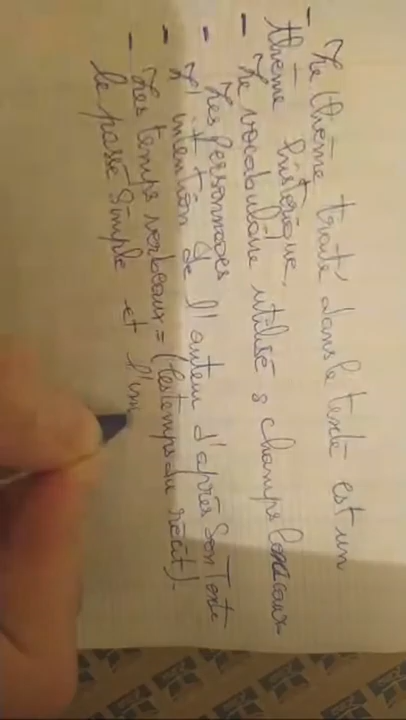 - Le thème traité dans le texte est un
thème historique.
- Le vocabulaire utilisé : champs lexicaux
- Les personnages
- L'intention de l'auteur d'après son texte
- Les temps verbaux = (les temps du récit).
le passé simple et l'im